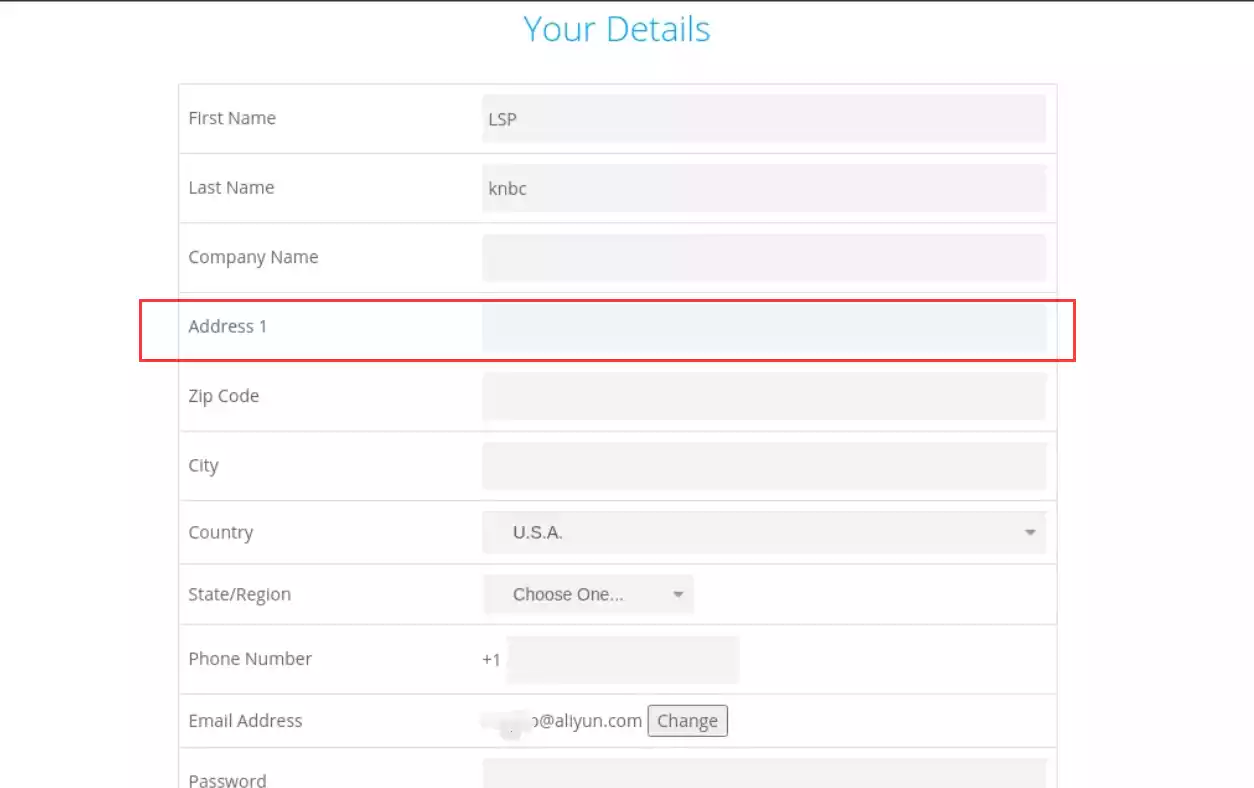 Your Details
First Name LSP
Last Name knbc
Company Name
Address 1
Zip Code
City
Country U.S.A.
State/Region Choose One...
Phone Number +1
Email Address @aliyun.com Change
Password